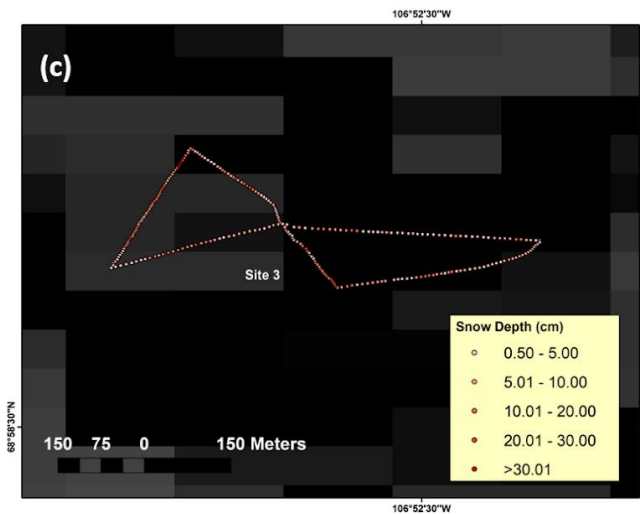 106°52'30"W
(c)
Site 3
Snow Depth (cm)
0.50 - 5.00
5.01 - 10.00
10.01 - 20.00
20.01 - 30.00
>30.01
68°58'30"N
150 75 0 150 Meters
106°52'30"W